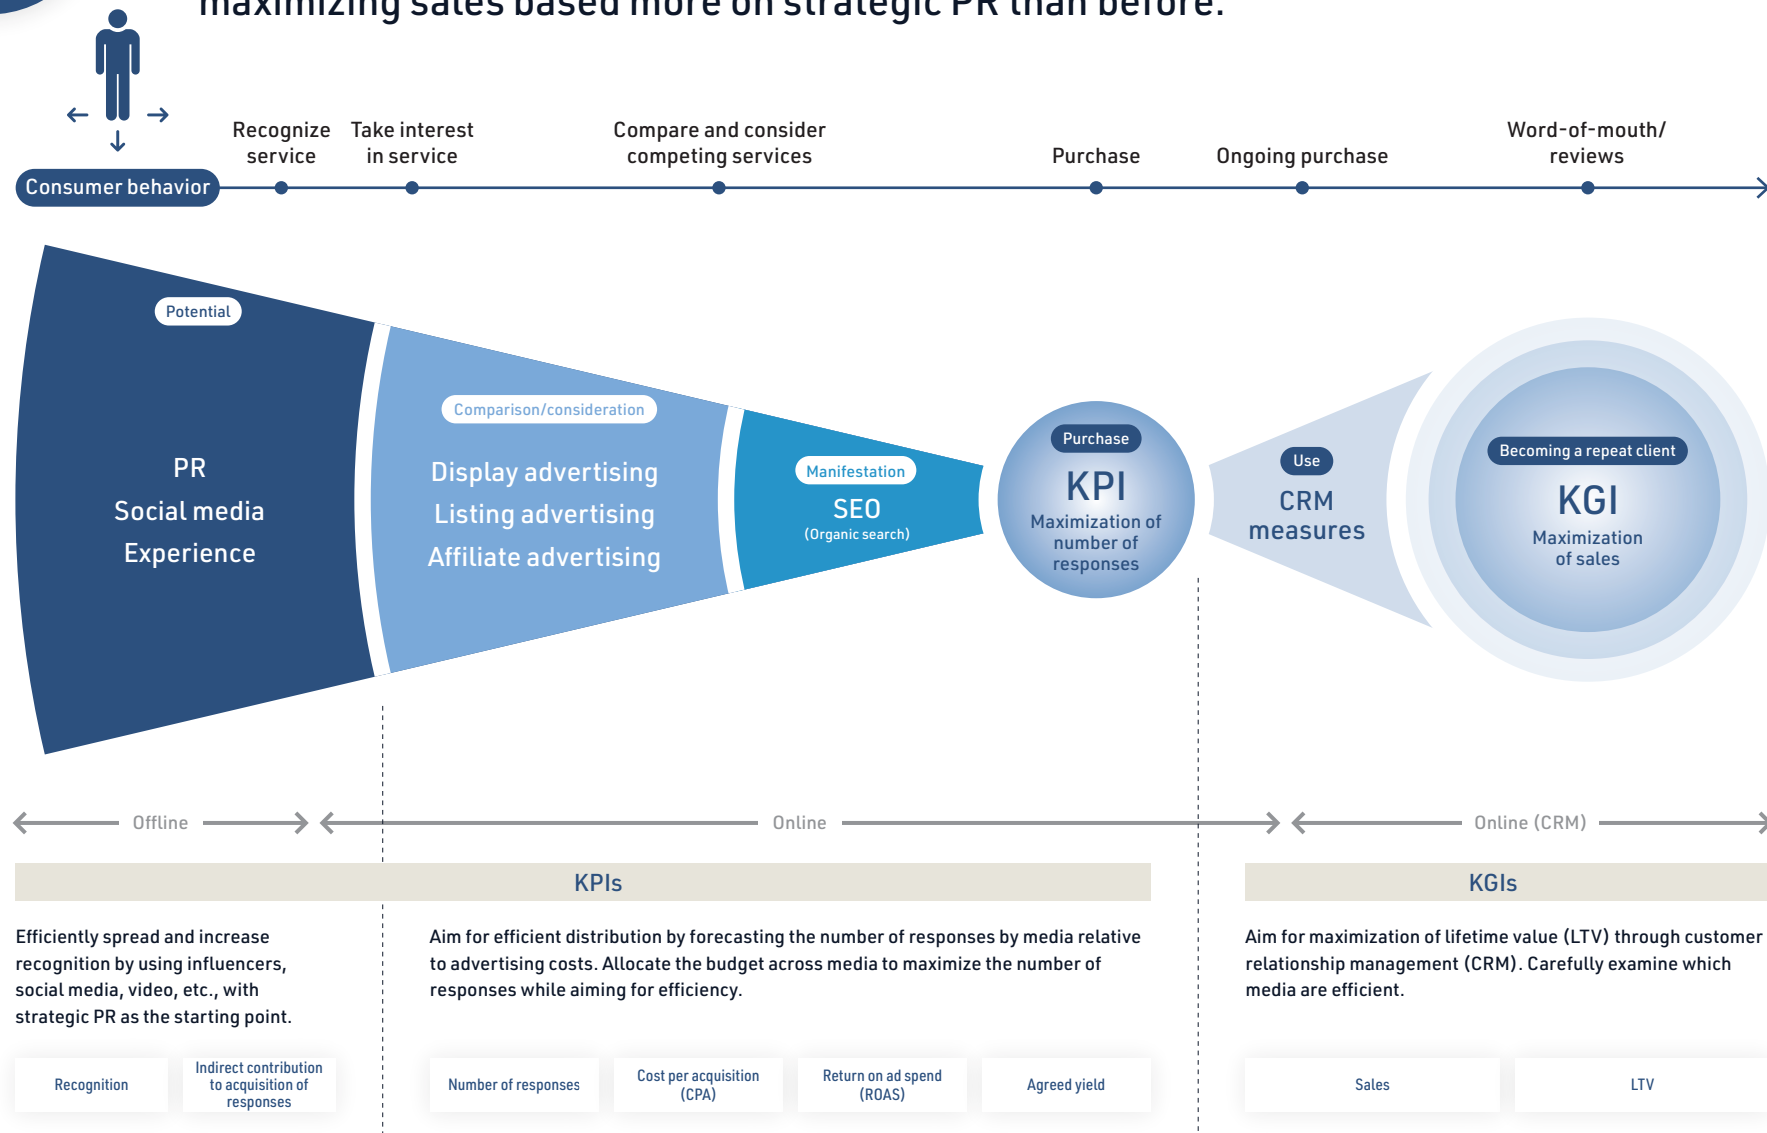 maximizing sales based more on strategic PR than before.
Recognize
service
Take interest
in service
Compare and consider
competing services
Purchase
Ongoing purchase
Word-of-mouth/
reviews
Consumer behavior
Potential
PR
Social media
Experience
Comparison/consideration
Display advertising
Listing advertising
Affiliate advertising
Manifestation
SEO
(Organic search)
Purchase
KPI
Maximization of
number of
responses
Use
CRM
measures
Becoming a repeat client
KGI
Maximization
of sales
Offline
Online
Online (CRM)
KPIs
KGIs
Efficiently spread and increase
recognition by using influencers,
social media, video, etc., with
strategic PR as the starting point.
Aim for efficient distribution by forecasting the number of responses by media relative
to advertising costs. Allocate the budget across media to maximize the number of
responses while aiming for efficiency.
Aim for maximization of lifetime value (LTV) through customer
relationship management (CRM). Carefully examine which
media are efficient.
Recognition
Indirect contribution
to acquisition of
responses
Number of responses
Cost per acquisition
(CPA)
Return on ad spend
(ROAS)
Agreed yield
Sales
LTV